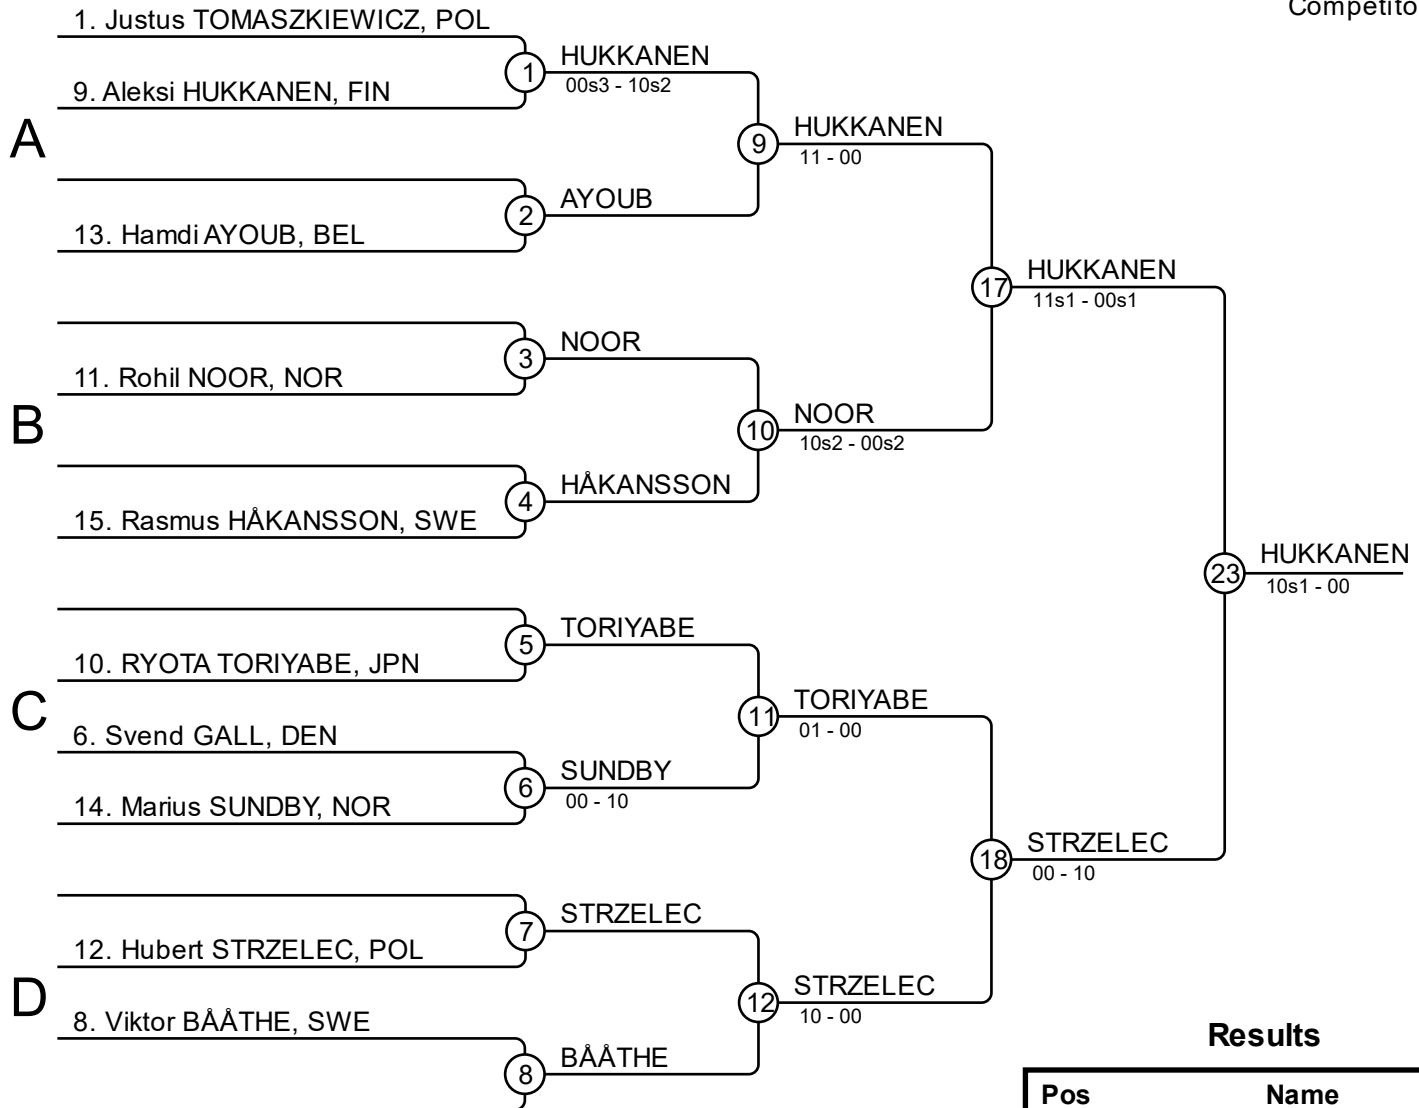 Competito
1. Justus TOMASZKIEWICZ, POL
1
HUKKANEN
00s3 - 10s2
9. Aleksi HUKKANEN, FIN
A
9
HUKKANEN
11 - 00
2
AYOUB
13. Hamdi AYOUB, BEL
17
HUKKANEN
11s1 - 00s1
3
NOOR
11. Rohil NOOR, NOR
B
10
NOOR
10s2 - 00s2
4
HÅKANSSON
15. Rasmus HÅKANSSON, SWE
23
HUKKANEN
10s1 - 00
5
TORIYABE
10. RYOTA TORIYABE, JPN
C
11
TORIYABE
01 - 00
6. Svend GALL, DEN
6
SUNDBY
00 - 10
14. Marius SUNDBY, NOR
18
STRZELEC
00 - 10
7
STRZELEC
12. Hubert STRZELEC, POL
D
12
STRZELEC
10 - 00
8. Viktor BÅÅTHE, SWE
8
BÅÅTHE
Results
Pos Name